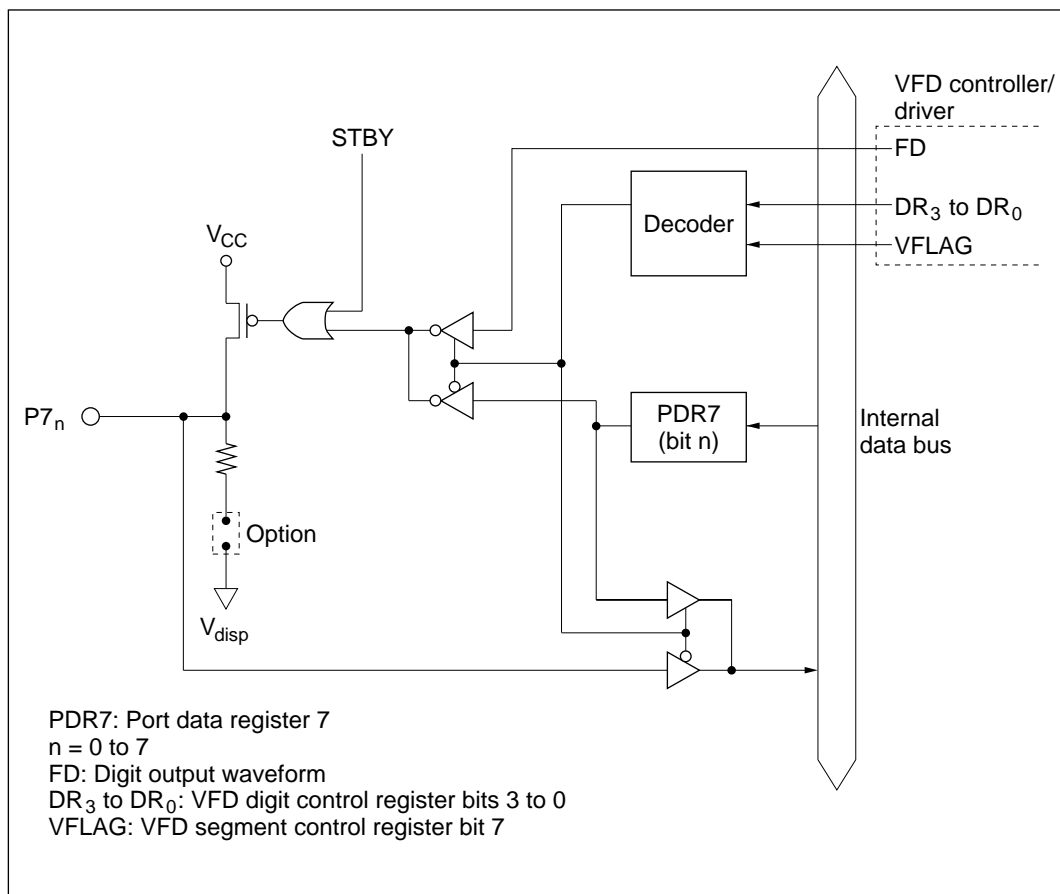 VFD controller/
driver
FD
STBY
DR3 to DR0
Decoder
VFLAG
VCC
P7n
PDR7
(bit n)
Internal
data bus
Option
Vdisp
PDR7: Port data register 7
n = 0 to 7
FD: Digit output waveform
DR3 to DR0: VFD digit control register bits 3 to 0
VFLAG: VFD segment control register bit 7